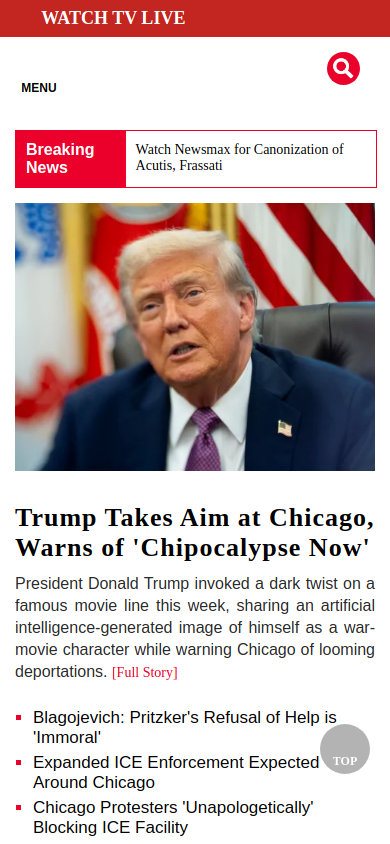 WATCH TV LIVE
MENU
Breaking
News
Watch Newsmax for Canonization of
Acutis, Frassati
Trump Takes Aim at Chicago,
Warns of 'Chipocalypse Now'
President Donald Trump invoked a dark twist on a
famous movie line this week, sharing an artificial
intelligence-generated image of himself as a war-
movie character while warning Chicago of looming
deportations. [Full Story]
Blagojevich: Pritzker's Refusal of Help is
'Immoral'
Expanded ICE Enforcement Expected
Around Chicago
TOP
Chicago Protesters 'Unapologetically'
Blocking ICE Facility